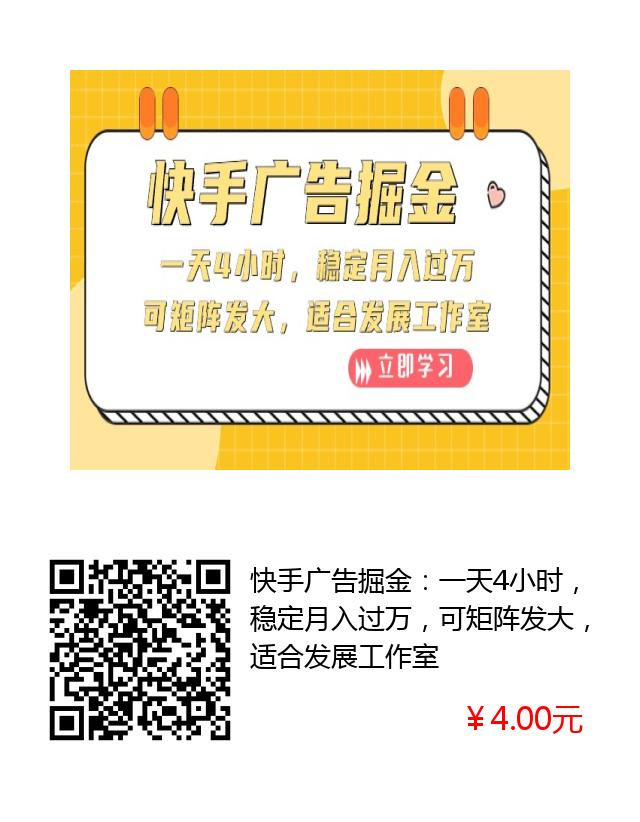 快手广告掘金
一天4小时，稳定月入过万
可矩阵发大，适合发展工作室
立即学习
快手广告掘金：一天4小时，
稳定月入过万，可矩阵发大，
适合发展工作室
￥4.00元